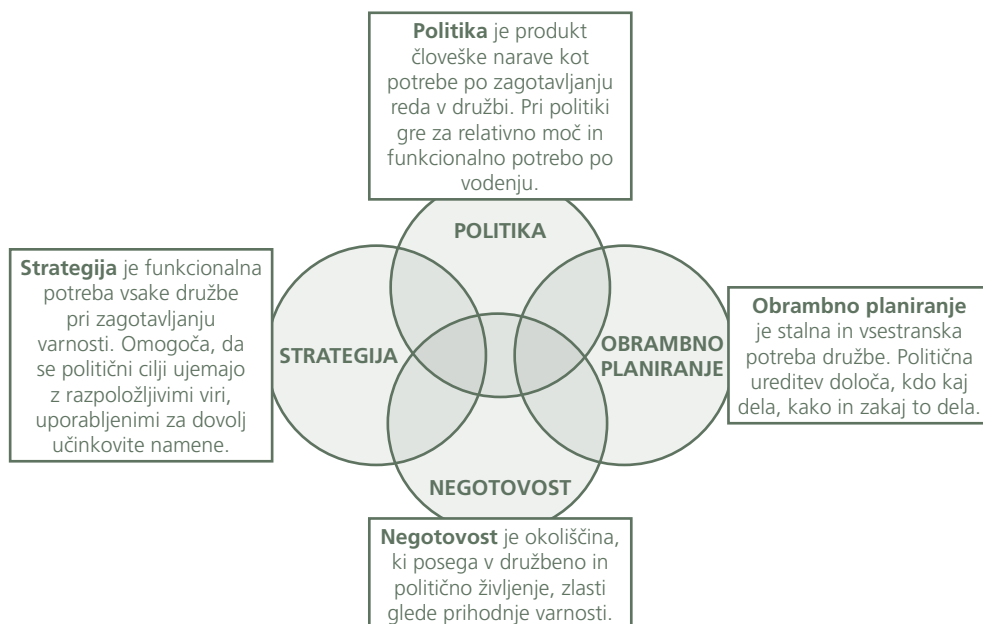 Politika je produkt
človeške narave kot
potrebe po zagotavljanju
reda v družbi. Pri politiki
gre za relativno moč in
funkcionalno potrebo po
vodenju.
POLITIKA
Strategija je funkcionalna
potreba vsake družbe
pri zagotavljanju
varnosti. Omogoča, da
se politični cilji ujemajo
z razpoložljivimi viri,
uporabljenimi za dovolj
učinkovite namene.
STRATEGIJA
OBRAMBNO
PLANIRANJE
Obrambno planiranje
je stalna in vsestranska
potreba družbe. Politična
ureditev določa, kdo kaj
dela, kako in zakaj to dela.
NEGOTOVOST
Negotovost je okoliščina,
ki posega v družbeno in
politično življenje, zlasti
glede prihodnje varnosti.